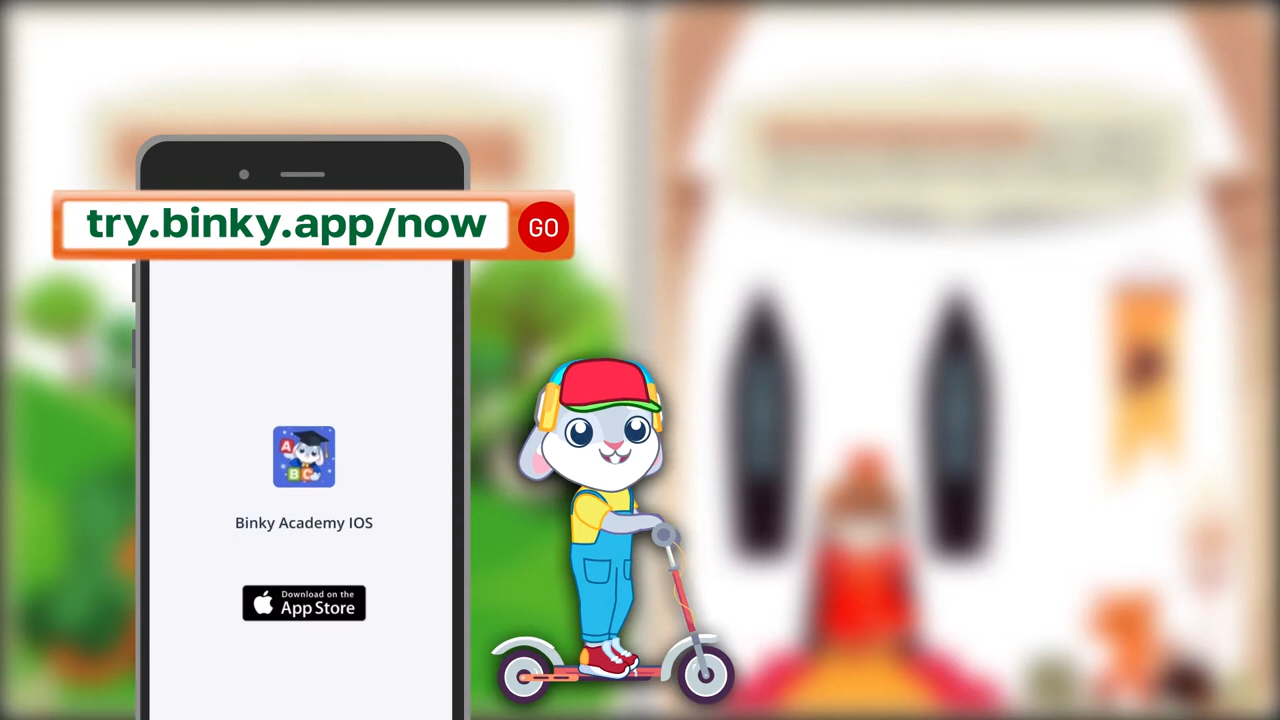 try.binky.app/now
GO
A
B C
Binky Academy IOS
Download on the
App Store